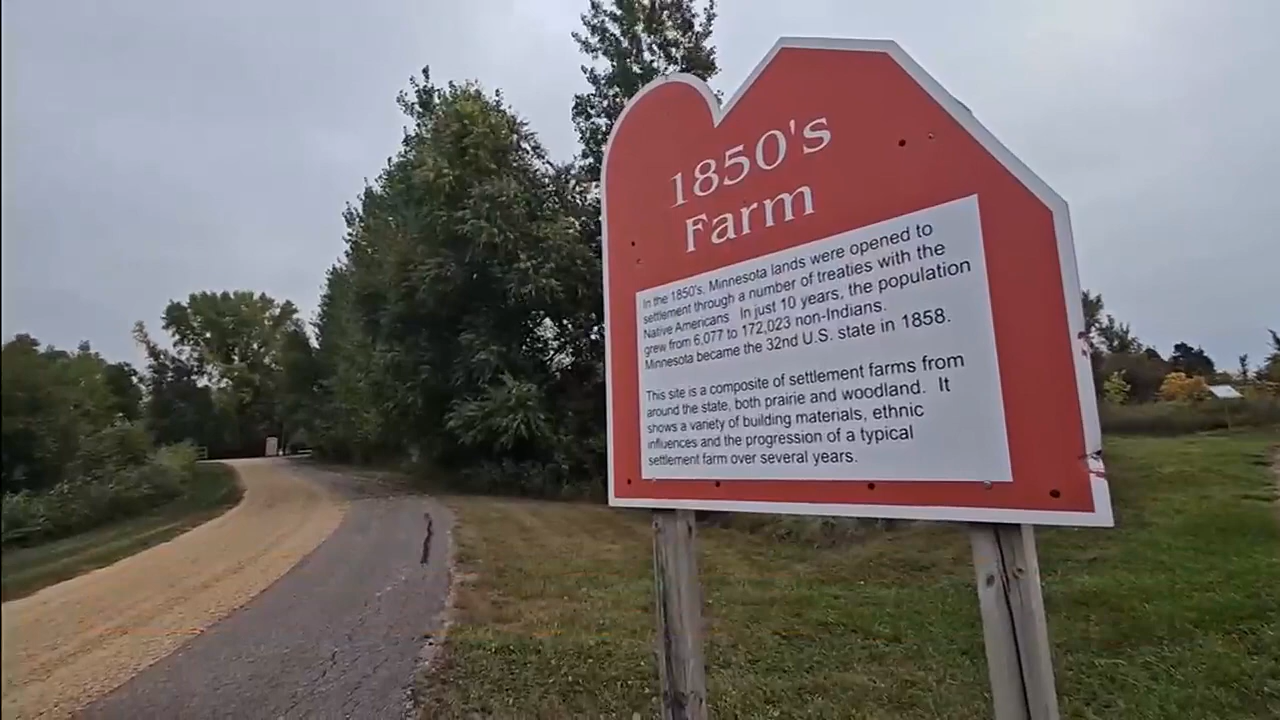 1850's
Farm
In the 1850's, Minnesota lands were opened to
settlement through a number of treaties with the
Native Americans. In just 10 years, the population
grew from 6,077 to 172,023 non-Indians.
Minnesota became the 32nd U.S. state in 1858.
This site is a composite of settlement farms from
around the state, both prairie and woodland. It
shows a variety of building materials, ethnic
influences and the progression of a typical
settlement farm over several years.